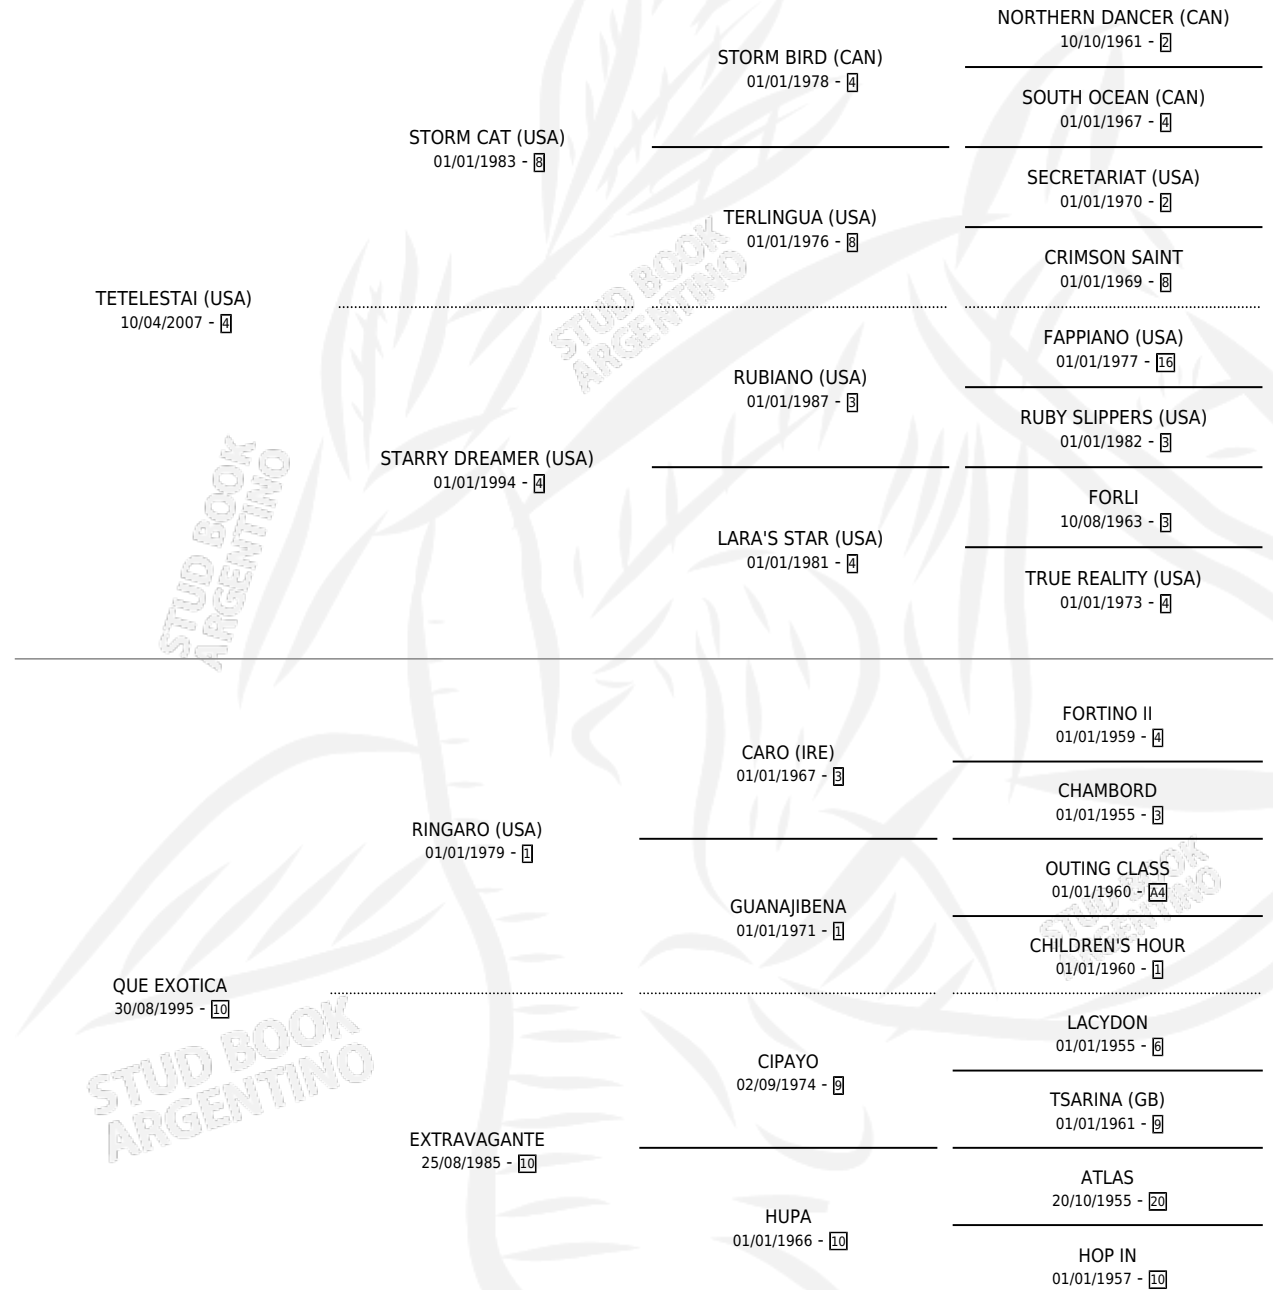 NORTHERN DANCER (CAN)
10/10/1961 - 2
STORM BIRD (CAN)
01/01/1978 - 4
SOUTH OCEAN (CAN)
01/01/1967 - 4
STORM CAT (USA)
01/01/1983 - 8
SECRETARIAT (USA)
01/01/1970 - 2
TERLINGUA (USA)
01/01/1976 - 8
CRIMSON SAINT
01/01/1969 - 8
TETELESTAI (USA)
10/04/2007 - 4
STUD BOOK
ARGENTINO
FAPPIANO (USA)
01/01/1977 - 16
RUBIANO (USA)
01/01/1987 - 3
RUBY SLIPPERS (USA)
01/01/1982 - 3
STARRY DREAMER (USA)
01/01/1994 - 4
FORLI
10/08/1963 - 3
LARA'S STAR (USA)
01/01/1981 - 4
TRUE REALITY (USA)
01/01/1973 - 4
STUD BOOK
ARGENTINO
FORTINO II
01/01/1959 - 4
CARO (IRE)
01/01/1967 - 3
CHAMBORD
01/01/1955 - 3
RINGARO (USA)
01/01/1979 - 1
OUTING CLASS
01/01/1960 - A4
GUANAJIBENA
01/01/1971 - 1
STUD BOOK
ARGENTINO
CHILDREN'S HOUR
01/01/1960 - 1
QUE EXOTICA
30/08/1995 - 10
LACYDON
01/01/1955 - 6
CIPAYO
02/09/1974 - 9
STUD BOOK
ARGENTINO
TSARINA (GB)
01/01/1961 - 9
EXTRAVAGANTE
25/08/1985 - 10
ATLAS
20/10/1955 - 20
HUPA
01/01/1966 - 10
HOP IN
01/01/1957 - 10